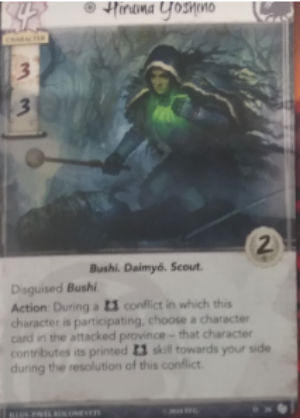 4
Hiruma Yoshino
CHARACTER
3
3
2
Bushi. Daimyō. Scout.
Disguised Bushi.
Action: During a conflict in which this
character is participating, choose a character
card in the attacked province – that character
contributes its printed skill towards your side
during the resolution of this conflict.